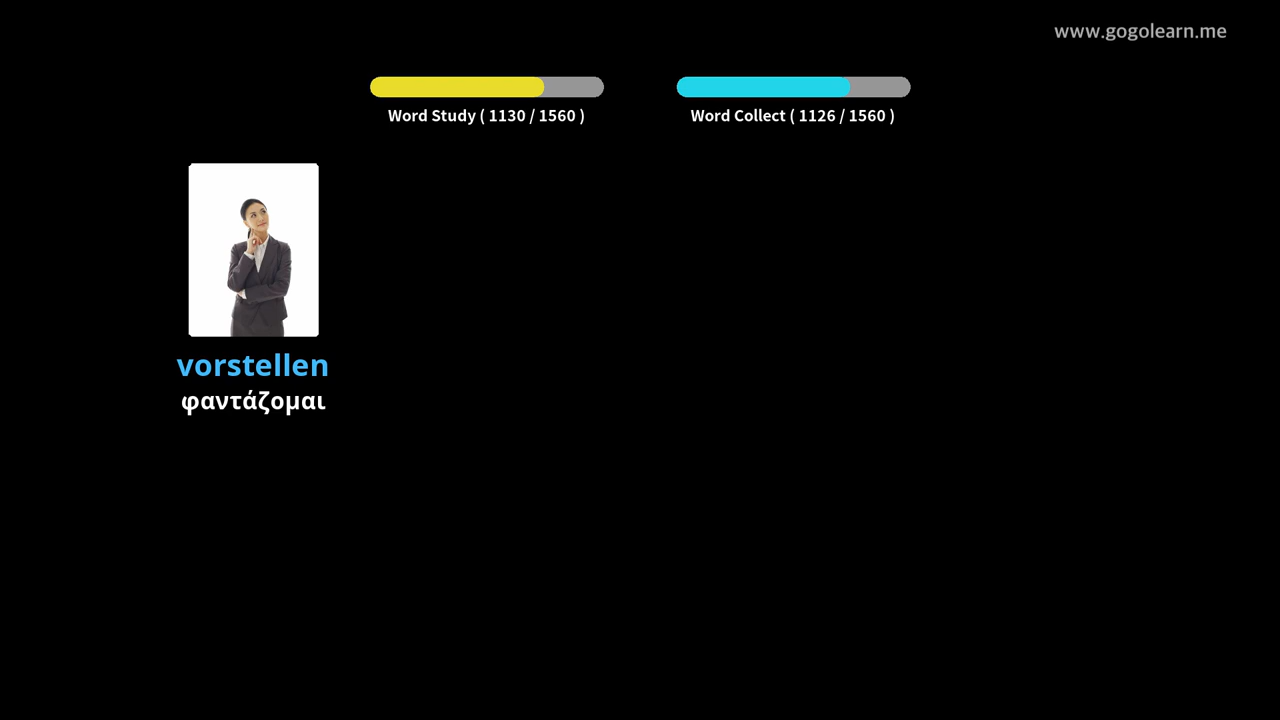 www.gogolearn.me
Word Study ( 1130 / 1560 )
Word Collect ( 1126 / 1560 )
vorstellen
φαντάζομαι